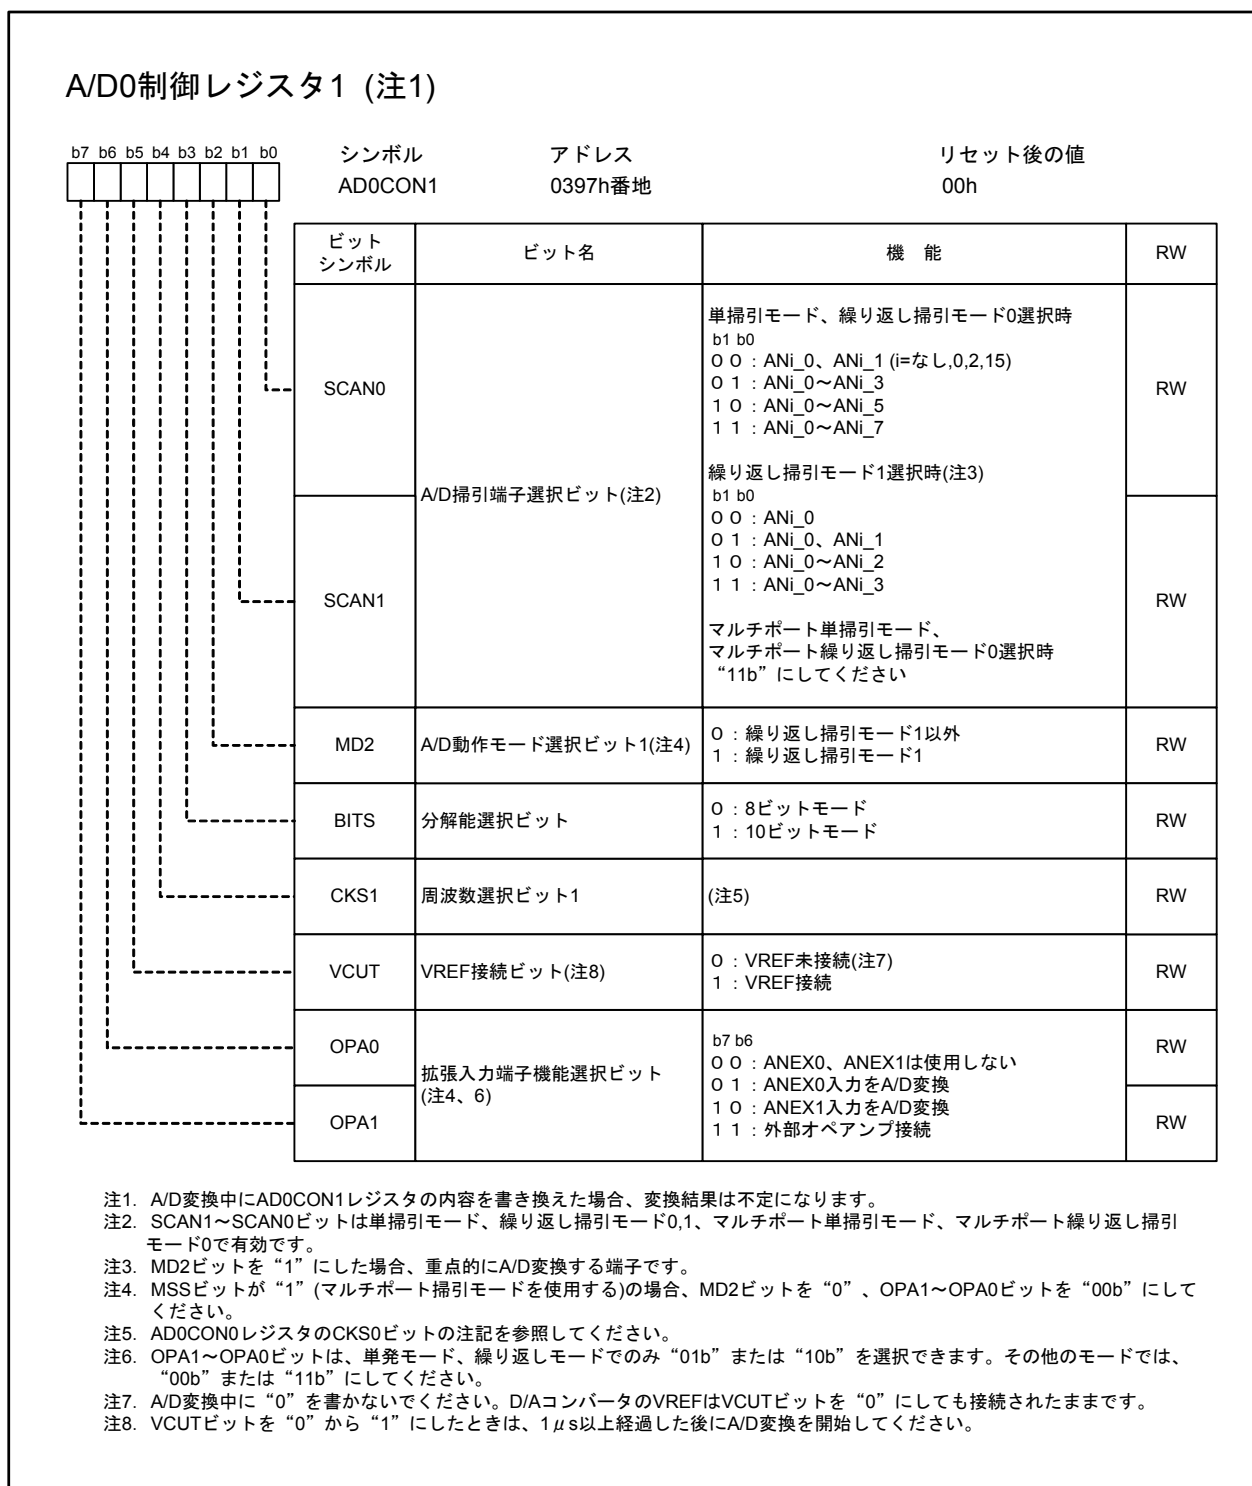 A/D0制御レジスタ1 (注1)
b7 b6 b5 b4 b3 b2 b1 b0
シンボル アドレス リセット後の値
AD0CON1 0397h番地 00h
ビット
シンボル
ビット名
機 能
RW
SCAN0
SCAN1
A/D掃引端子選択ビット(注2)
単掃引モード、繰り返し掃引モード0選択時
b1 b0
0 0 : ANi_0、ANi_1 (i=なし,0,2,15)
0 1 : ANi_0～ANi_3
1 0 : ANi_0～ANi_5
1 1 : ANi_0～ANi_7
繰り返し掃引モード1選択時(注3)
b1 b0
0 0 : ANi_0
0 1 : ANi_0、ANi_1
1 0 : ANi_0～ANi_2
1 1 : ANi_0～ANi_3
マルチポート単掃引モード、
マルチポート繰り返し掃引モード0選択時
“11b”にしてください
RW
RW
MD2
A/D動作モード選択ビット1(注4)
0 : 繰り返し掃引モード1以外
1 : 繰り返し掃引モード1
RW
BITS
分解能選択ビット
0 : 8ビットモード
1 : 10ビットモード
RW
CKS1
周波数選択ビット1
(注5)
RW
VCUT
VREF接続ビット(注8)
0 : VREF未接続(注7)
1 : VREF接続
RW
OPA0
OPA1
拡張入力端子機能選択ビット
(注4、6)
b7 b6
0 0 : ANEX0、ANEX1は使用しない
0 1 : ANEX0入力をA/D変換
1 0 : ANEX1入力をA/D変換
1 1 : 外部オペアンプ接続
RW
RW
注1. A/D変換中にAD0CON1レジスタの内容を書き換えた場合、変換結果は不定になります。
注2. SCAN1～SCAN0ビットは単掃引モード、繰り返し掃引モード0,1、マルチポート単掃引モード、マルチポート繰り返し掃引
モード0で有効です。
注3. MD2ビットを“1”にした場合、重点的にA/D変換する端子です。
注4. MSSビットが“1”(マルチポート掃引モードを使用する)の場合、MD2ビットを“0”、OPA1～OPA0ビットを“00b”にして
ください。
注5. AD0CON0レジスタのCKS0ビットの注記を参照してください。
注6. OPA1～OPA0ビットは、単発モード、繰り返しモードでのみ“01b”または“10b”を選択できます。その他のモードでは、
“00b”または“11b”にしてください。
注7. A/D変換中に“0”を書かないでください。D/AコンバータのVREFはVCUTビットを“0”にしても接続されたままです。
注8. VCUTビットを“0”から“1”にしたときは、1μs以上経過した後にA/D変換を開始してください。